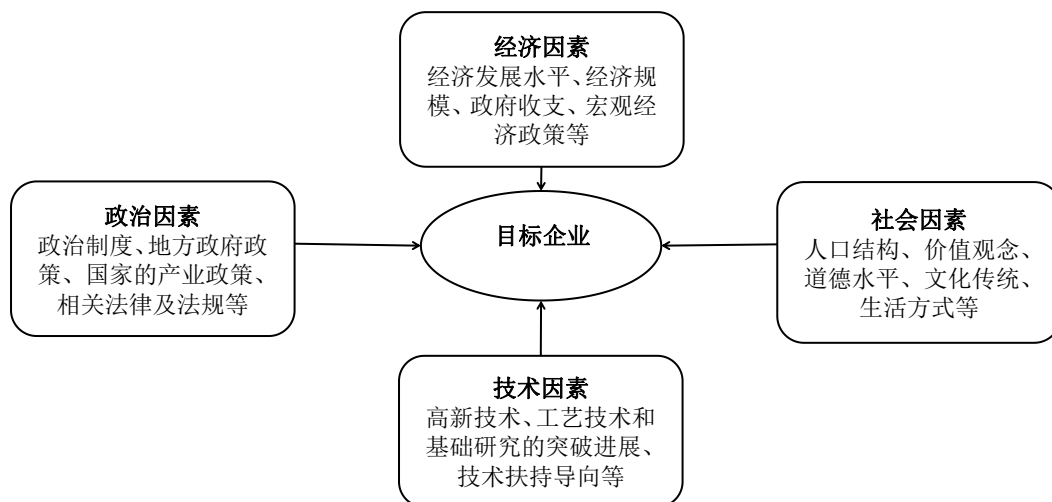 经济因素
经济发展水平、经济规
模、政府收支、宏观经
济政策等
政治因素
政治制度、地方政府政
策、国家的产业政策、
相关法律及法规等
目标企业
社会因素
人口结构、价值观念、
道德水平、文化传统、
生活方式等
技术因素
高新技术、工艺技术和
基础研究的突破进展、
技术扶持导向等